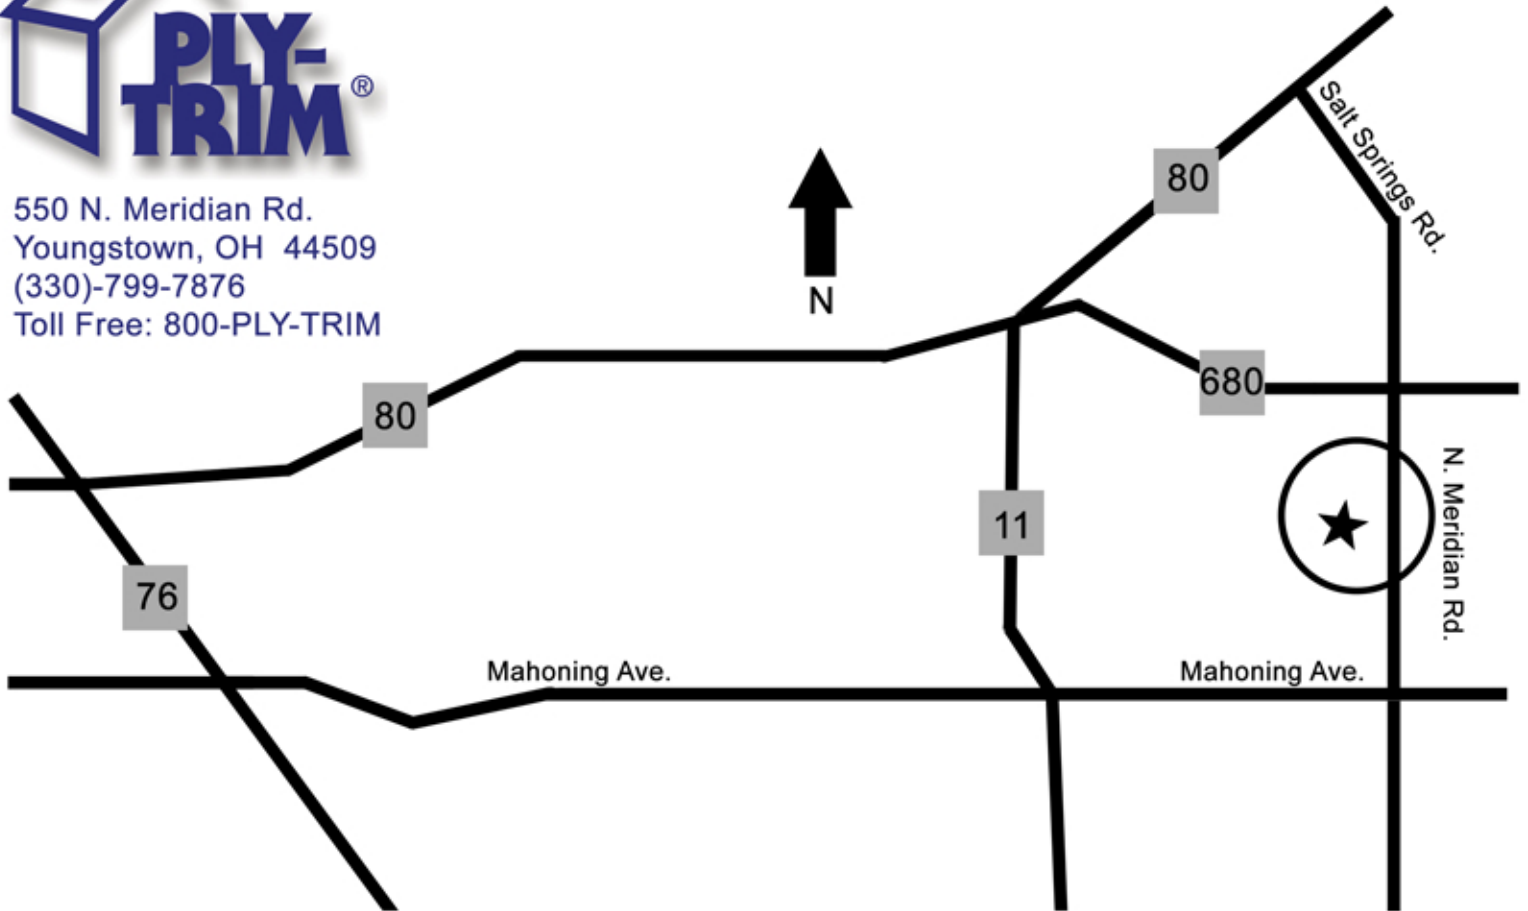 PLY-
TRIM®
550 N. Meridian Rd.
Youngstown, OH  44509
(330)-799-7876
Toll Free: 800-PLY-TRIM
N
Salt Springs Rd.
80
680
80
11
N. Meridian Rd.
76
Mahoning Ave.
Mahoning Ave.